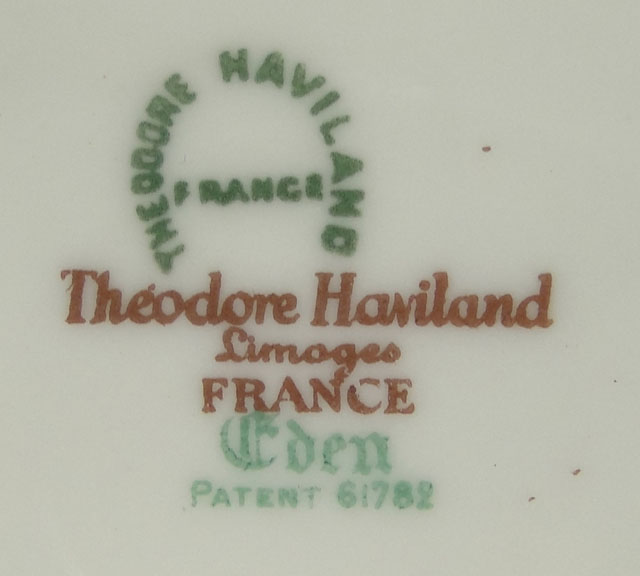 THEODORE HAVILAND
FRANCE
Théodore Haviland
Limoges
FRANCE
Eden
PATENT 61782